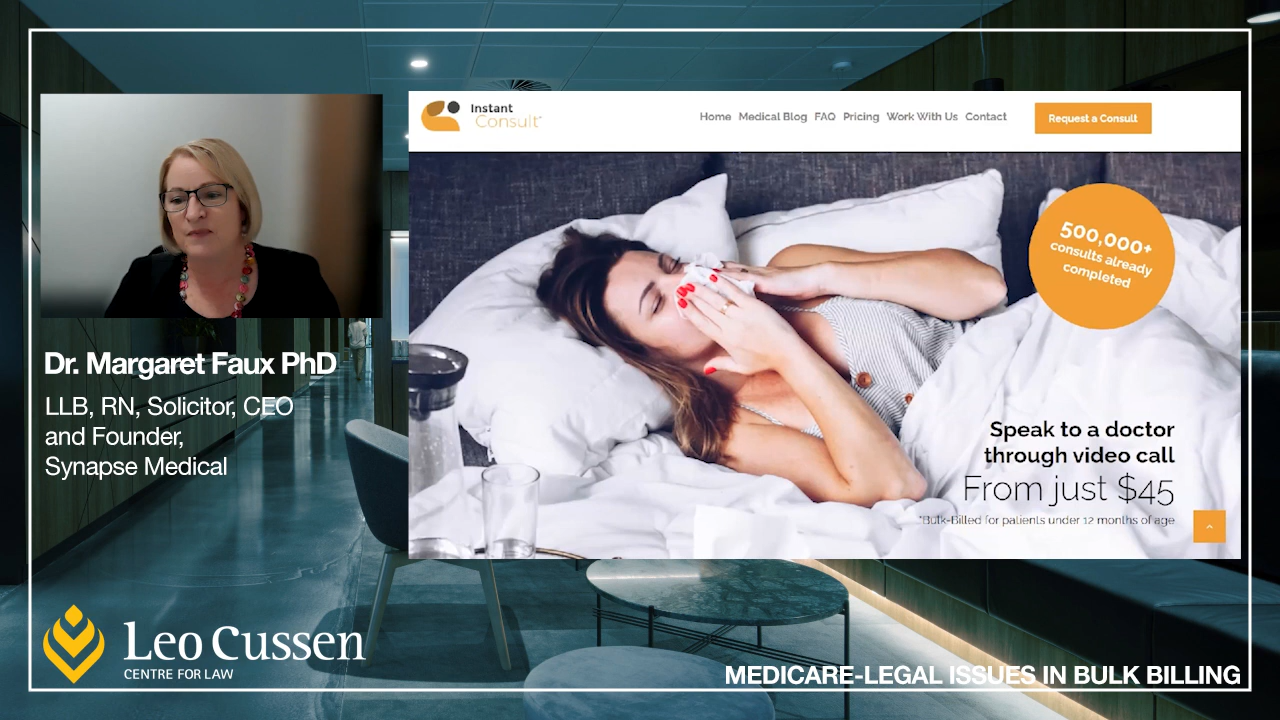 Instant
Consult
Home Medical Blog FAQ Pricing Work With Us Contact
Request a Consult
500,000+
consults already
completed
Speak to a doctor
through video call
From just $45
*Bulk-Billed for patients under 12 months of age
Dr. Margaret Faux PhD
LLB, RN, Solicitor, CEO
and Founder,
Synapse Medical
Leo Cussen
CENTRE FOR LAW
MEDICARE-LEGAL ISSUES IN BULK BILLING